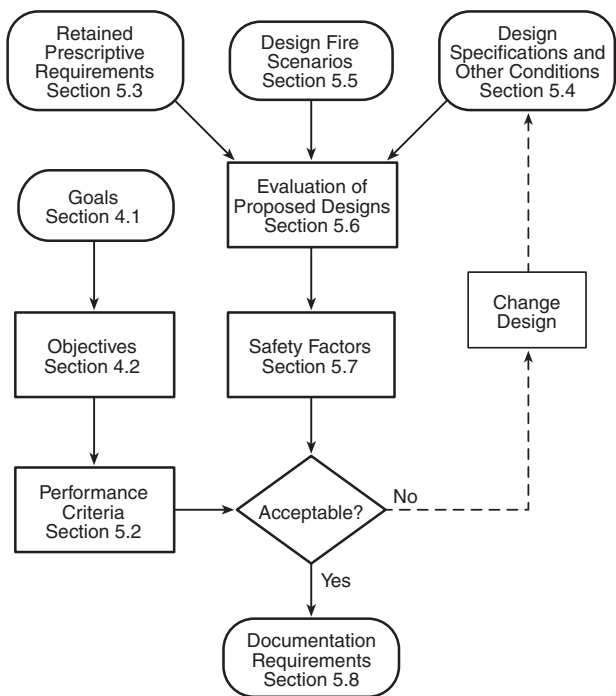 Retained
Prescriptive
Requirements
Section 5.3
Design Fire
Scenarios
Section 5.5
Design
Specifications and
Other Conditions
Section 5.4
Goals
Section 4.1
Evaluation of
Proposed Designs
Section 5.6
Change
Design
Objectives
Section 4.2
Safety Factors
Section 5.7
Performance
Criteria
Section 5.2
Acceptable?
No
Yes
Documentation
Requirements
Section 5.8